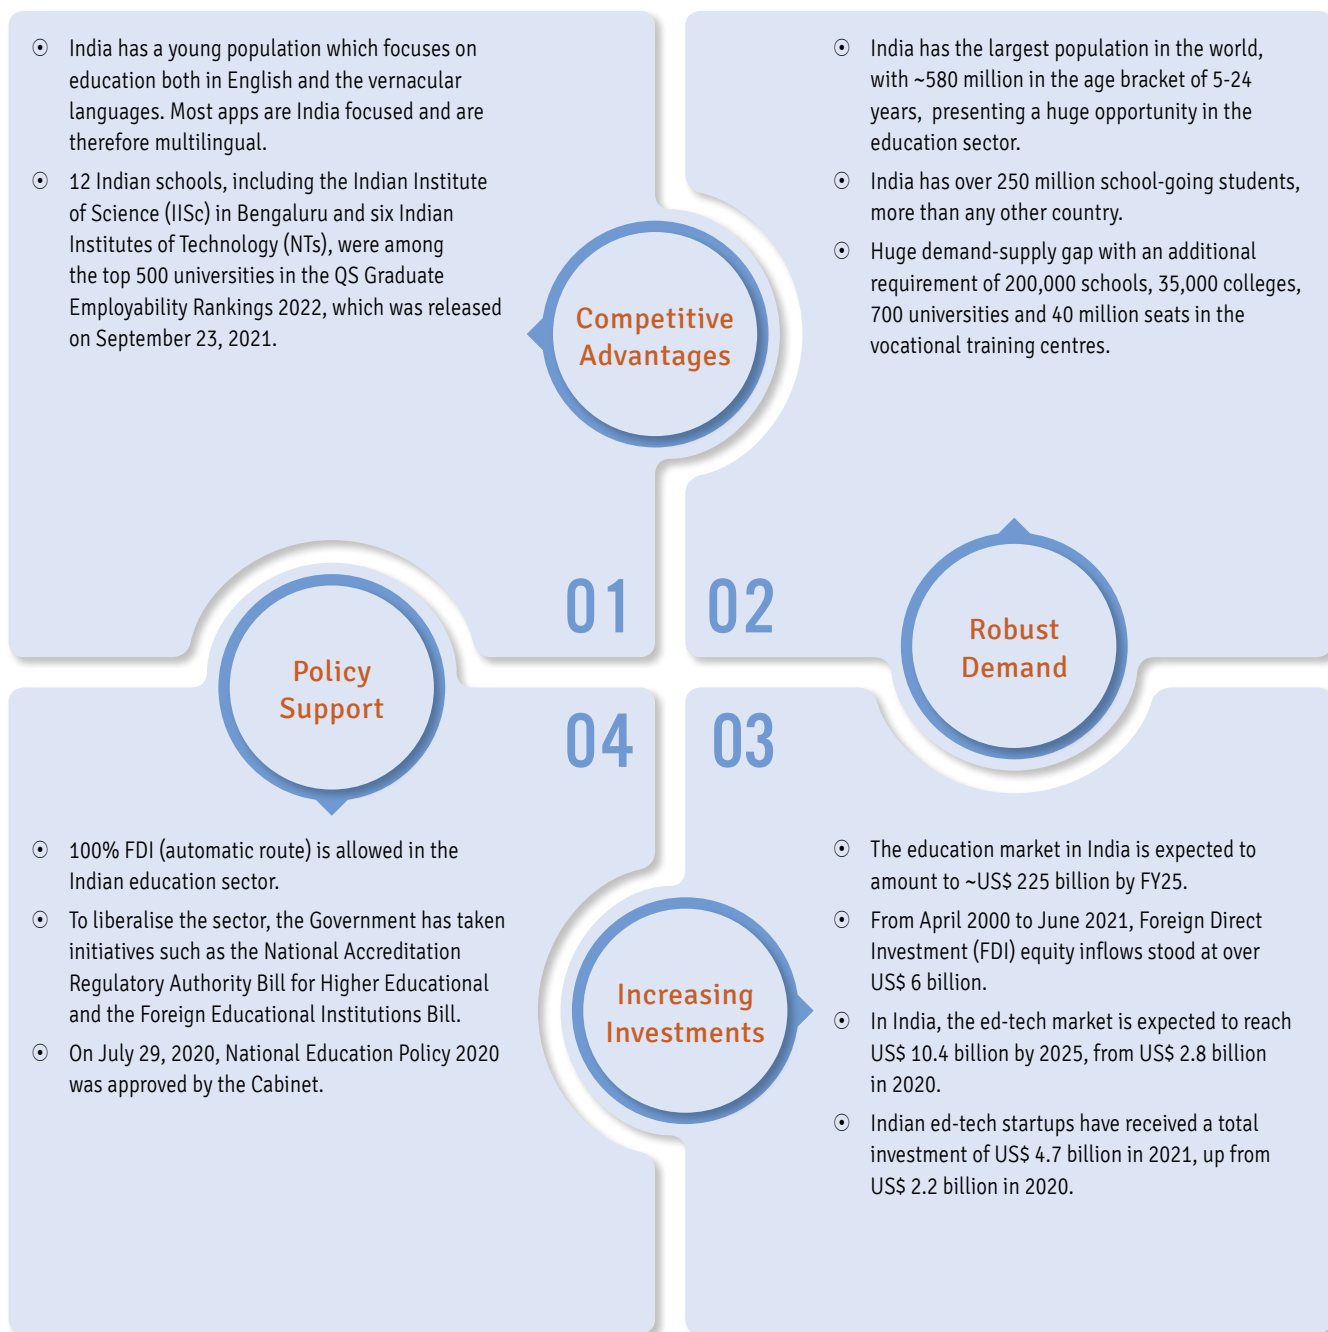 India has a young population which focuses on
education both in English and the vernacular
languages. Most apps are India focused and are
therefore multilingual.
12 Indian schools, including the Indian Institute
of Science (IISc) in Bengaluru and six Indian
Institutes of Technology (NTs), were among
the top 500 universities in the QS Graduate
Employability Rankings 2022, which was released
on September 23, 2021.
Competitive
Advantages
01
India has the largest population in the world,
with ~580 million in the age bracket of 5-24
years, presenting a huge opportunity in the
education sector.
India has over 250 million school-going students,
more than any other country.
Huge demand-supply gap with an additional
requirement of 200,000 schools, 35,000 colleges,
700 universities and 40 million seats in the
vocational training centres.
02
Robust
Demand
Policy
Support
04
100% FDI (automatic route) is allowed in the
Indian education sector.
To liberalise the sector, the Government has taken
initiatives such as the National Accreditation
Regulatory Authority Bill for Higher Educational
and the Foreign Educational Institutions Bill.
On July 29, 2020, National Education Policy 2020
was approved by the Cabinet.
03
Increasing
Investments
The education market in India is expected to
amount to ~US$ 225 billion by FY25.
From April 2000 to June 2021, Foreign Direct
Investment (FDI) equity inflows stood at over
US$ 6 billion.
In India, the ed-tech market is expected to reach
US$ 10.4 billion by 2025, from US$ 2.8 billion
in 2020.
Indian ed-tech startups have received a total
investment of US$ 4.7 billion in 2021, up from
US$ 2.2 billion in 2020.